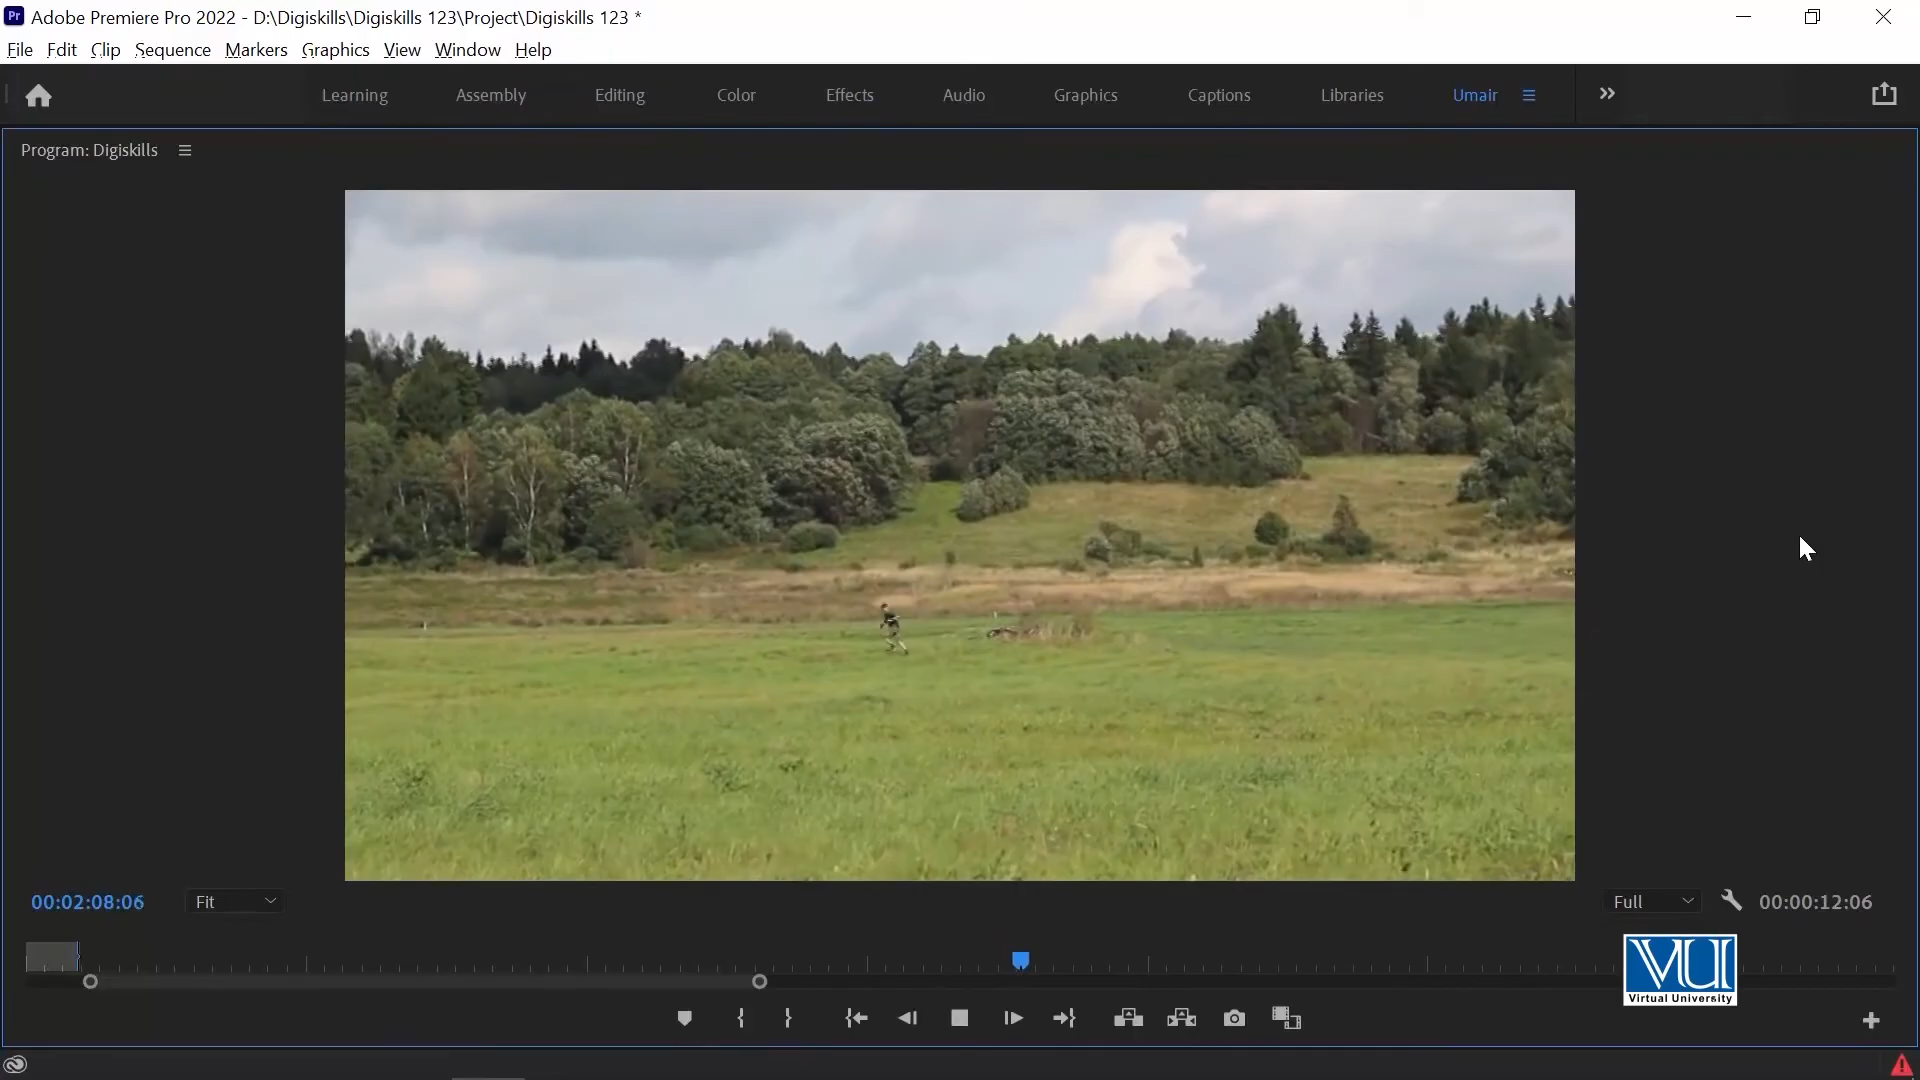 Pr Adobe Premiere Pro 2022 - D:\Digiskills\Digiskills 123\Project\Digiskills 123 *
File Edit Clip Sequence Markers Graphics View Window Help
Learning Assembly Editing Color Effects Audio Graphics Captions Libraries Umair
Program: Digiskills
00:02:08:06 Fit Full 00:00:12:06
VU
Virtual University